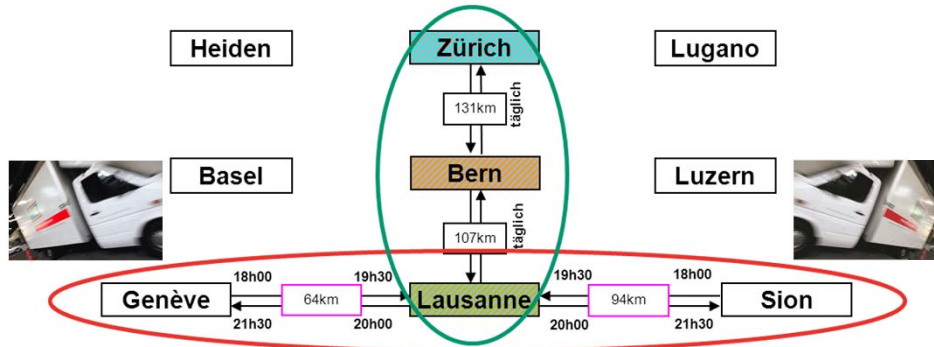 Heiden
Zürich
Lugano
131km
täglich
Basel
Bern
Luzern
107km
täglich
18h00
19h30
19h30
18h00
Genève
64km
Lausanne
94km
Sion
21h30
20h00
20h00
21h30